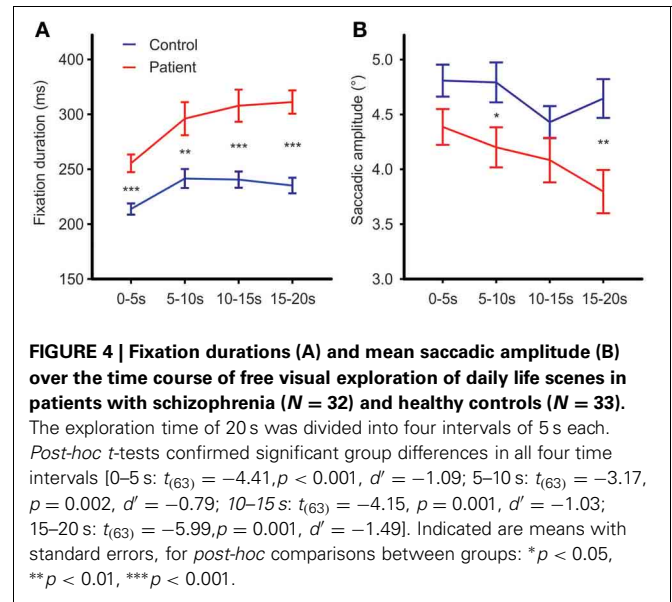 A
B
Control
Patient
Fixation duration (ms)
400
300
250
200
150
***
**
***
***
0-5s 5-10s 10-15s 15-20s
Saccadic amplitude (°)
5.0
4.5
4.0
3.5
3.0
*
**
0-5s 5-10s 10-15s 15-20s
FIGURE 4 | Fixation durations (A) and mean saccadic amplitude (B)
over the time course of free visual exploration of daily life scenes in
patients with schizophrenia (N = 32) and healthy controls (N = 33).
The exploration time of 20 s was divided into four intervals of 5 s each.
Post-hoc t-tests confirmed significant group differences in all four time
intervals [0–5 s: t(63) = −4.41, p < 0.001, d′ = −1.09; 5–10 s: t(63) = −3.17,
p = 0.002, d′ = −0.79; 10–15 s: t(63) = −4.15, p = 0.001, d′ = −1.03;
15–20 s: t(63) = −5.99, p = 0.001, d′ = −1.49]. Indicated are means with
standard errors, for post-hoc comparisons between groups: *p < 0.05,
**p < 0.01, ***p < 0.001.